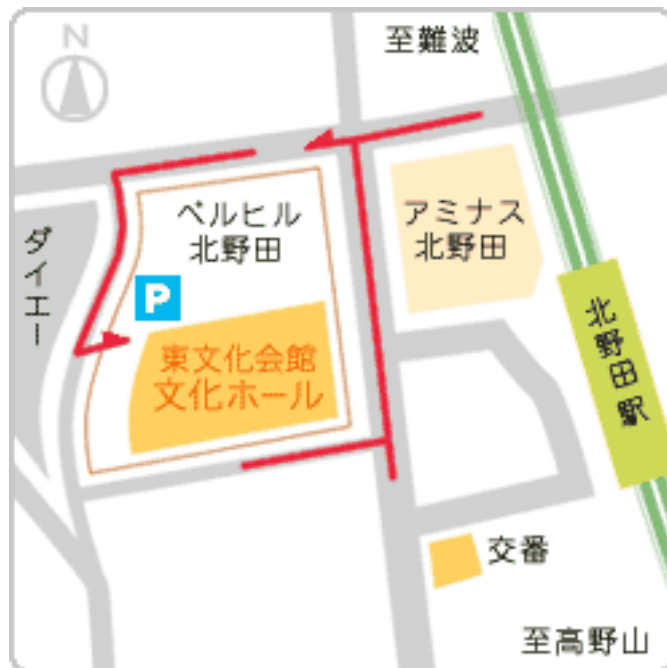 N
至難波
ベルヒル
北野田
アミナス
北野田
ダイエー
P
東文化会館
文化ホール
北野田駅
交番
至高野山